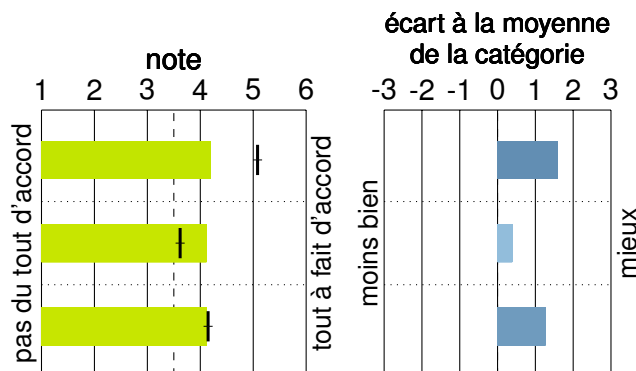 note
1 2 3 4 5 6
pas du tout d'accord
tout à fait d'accord
écart à la moyenne
de la catégorie
-3 -2 -1 0 1 2 3
moins bien
mieux